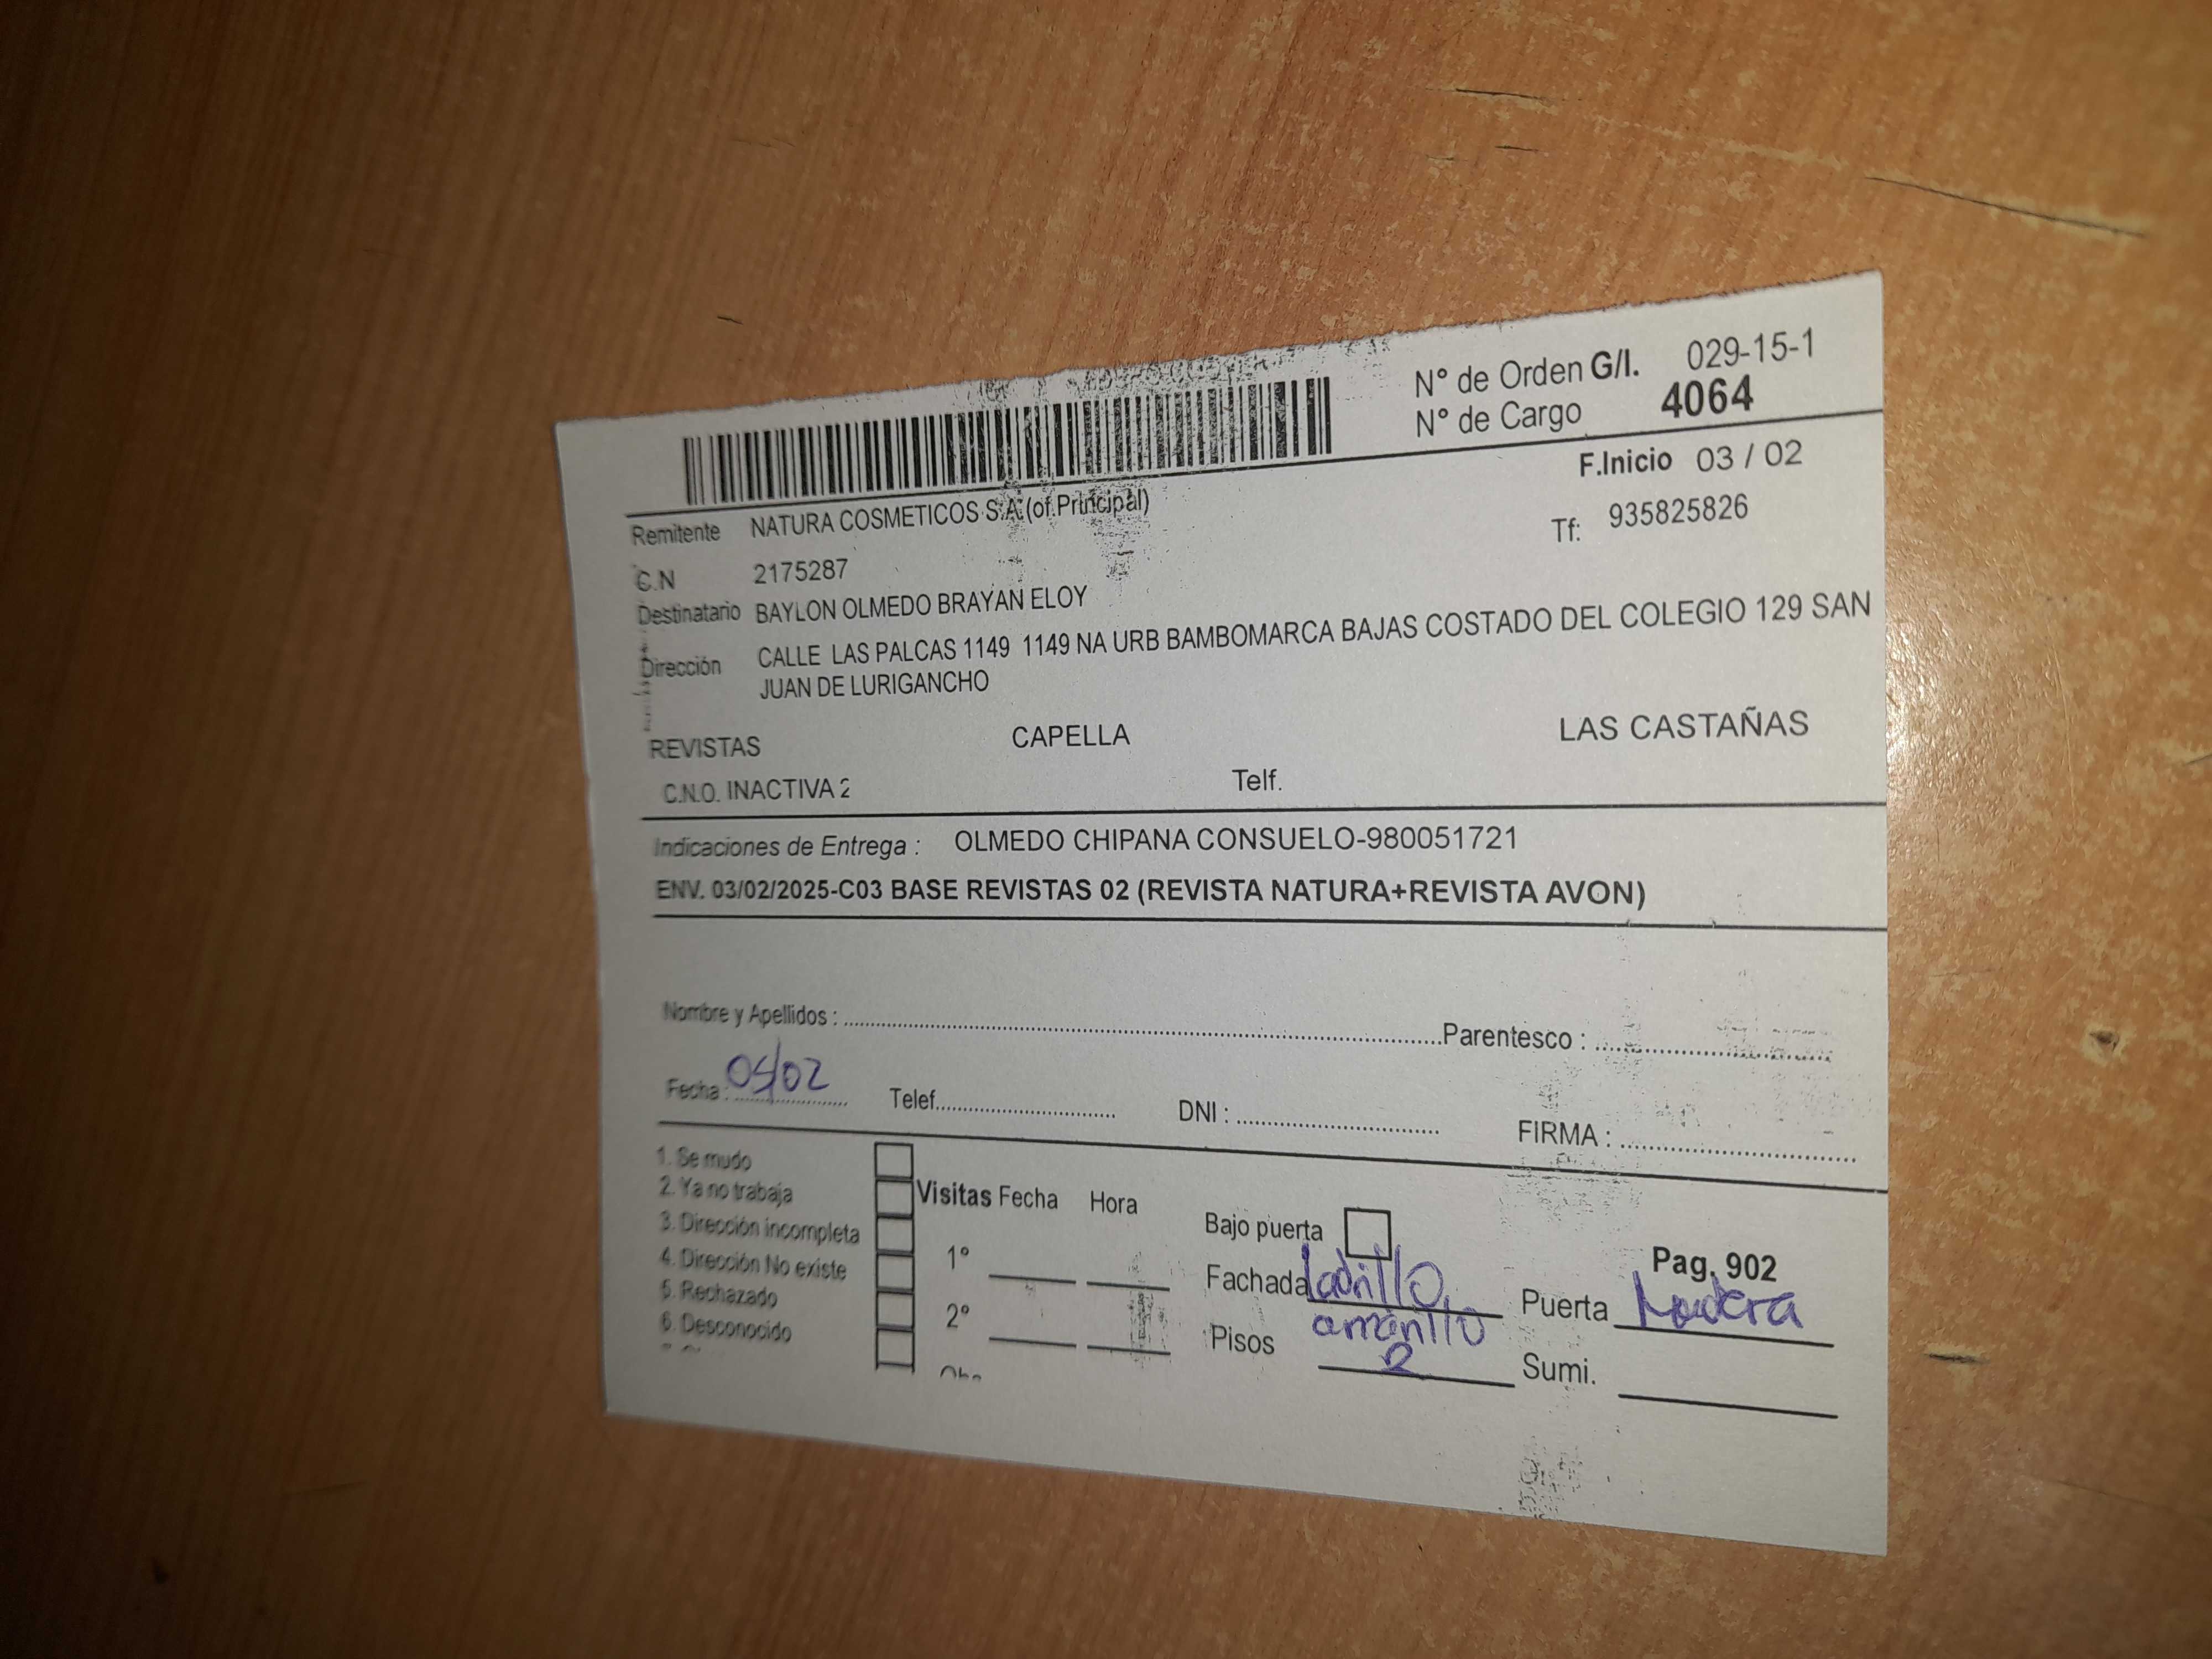 N° de Orden G/I. 029-15-1
N° de Cargo 4064
F.Inicio 03 / 02
Remitente NATURA COSMETICOS S.A.(of.Principal)
Tf: 935825826
C.N 2175287
Destinatario BAYLON OLMEDO BRAYAN ELOY
Dirección CALLE LAS PALCAS 1149 1149 NA URB BAMBOMARCA BAJAS COSTADO DEL COLEGIO 129 SAN
JUAN DE LURIGANCHO
REVISTAS CAPELLA LAS CASTAÑAS
C.N.O. INACTIVA 2 Telf.
Indicaciones de Entrega : OLMEDO CHIPANA CONSUELO-980051721
ENV. 03/02/2025-C03 BASE REVISTAS 02 (REVISTA NATURA+REVISTA AVON)
Nombre y Apellidos : Parentesco :
Fecha : 05/02 Telef. DNI : FIRMA :
1. Se mudo
2. Ya no trabaja
3. Dirección incompleta
4. Dirección No existe
5. Rechazado
6. Desconocido
Visitas Fecha Hora
1°
2°
Bajo puerta
Pag. 902
Fachada ladrillo
amarillo
Puerta Madera
Pisos 2
Sumi.